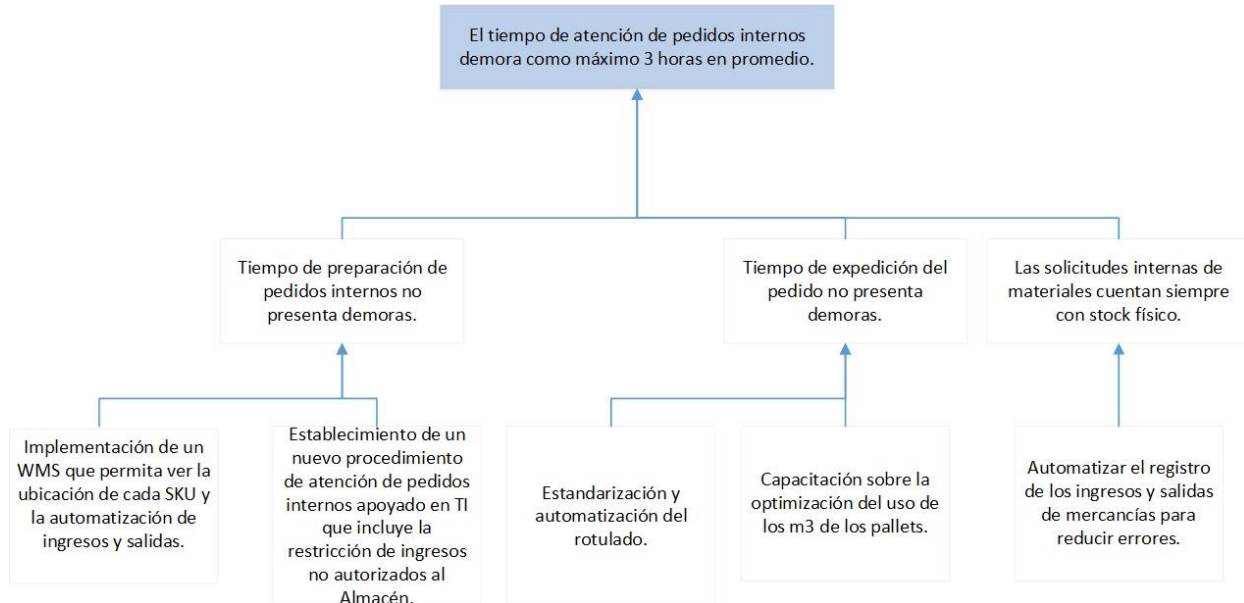 El tiempo de atención de pedidos internos
demora como máximo 3 horas en promedio.
Tiempo de preparación de
pedidos internos no
presenta demoras.
Tiempo de expedición del
pedido no presenta
demoras.
Las solicitudes internas de
materiales cuentan siempre
con stock físico.
Implementación de un
WMS que permita ver la
ubicación de cada SKU y
la automatización de
ingresos y salidas.
Establecimiento de un
nuevo procedimiento
de atención de pedidos
internos apoyado en TI
que incluye la
restricción de ingresos
no autorizados al
Almacén.
Estandarización y
automatización del
rotulado.
Capacitación sobre la
optimización del uso de
los m3 de los pallets.
Automatizar el registro
de los ingresos y salidas
de mercancías para
reducir errores.